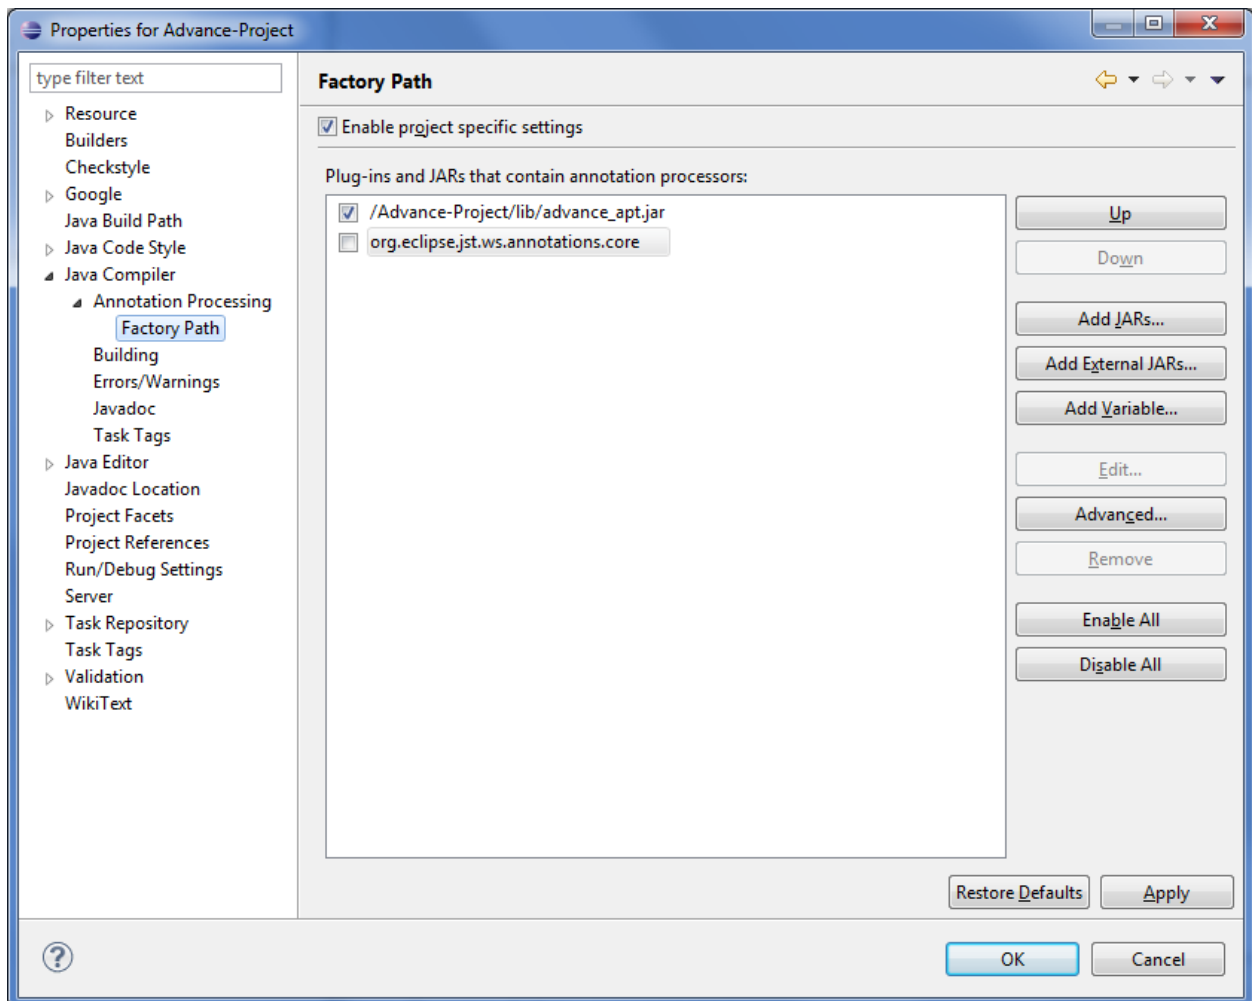 Properties for Advance-Project
type filter text
Resource
Builders
Checkstyle
Google
Java Build Path
Java Code Style
Java Compiler
Annotation Processing
Factory Path
Building
Errors/Warnings
Javadoc
Task Tags
Java Editor
Javadoc Location
Project Facets
Project References
Run/Debug Settings
Server
Task Repository
Task Tags
Validation
WikiText
Factory Path
Enable project specific settings
Plug-ins and JARs that contain annotation processors:
/Advance-Project/lib/advance_apt.jar
org.eclipse.jst.ws.annotations.core
Up
Down
Add JARs...
Add External JARs...
Add Variable...
Edit...
Advanced...
Remove
Enable All
Disable All
Restore Defaults
Apply
?
OK
Cancel